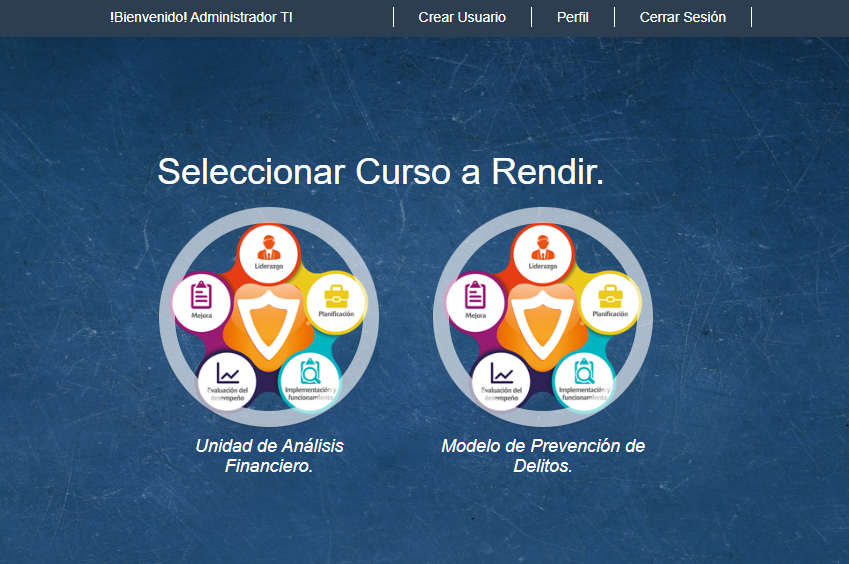 !Bienvenido! Administrador TI
Crear Usuario
Perfil
Cerrar Sesión
Seleccionar Curso a Rendir.
Liderazgo
Mejora
Planificación
Evaluación del
desempeño
Implementación y
funcionamiento
Liderazgo
Mejora
Planificación
Evaluación del
desempeño
Implementación y
funcionamiento
Unidad de Análisis
Financiero.
Modelo de Prevención de
Delitos.